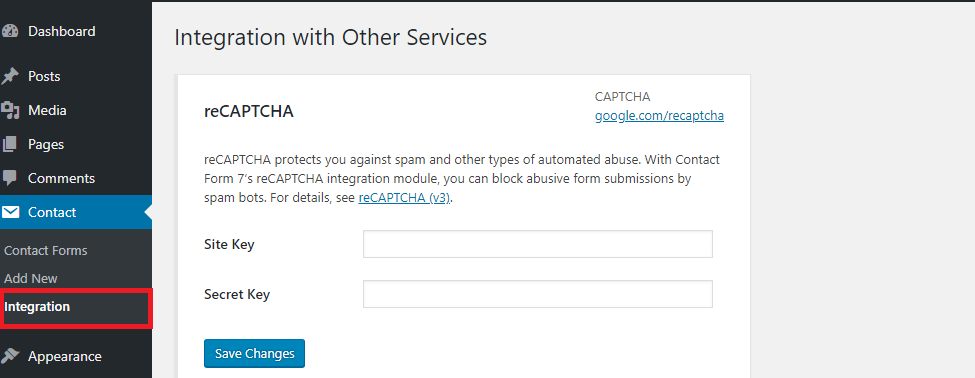 Dashboard
Posts
Media
Pages
Comments
Contact
Contact Forms
Add New
Integration
Appearance
Integration with Other Services
reCAPTCHA
CAPTCHA
google.com/recaptcha
reCAPTCHA protects you against spam and other types of automated abuse. With Contact
Form 7’s reCAPTCHA integration module, you can block abusive form submissions by
spam bots. For details, see reCAPTCHA (v3).
Site Key
Secret Key
Save Changes